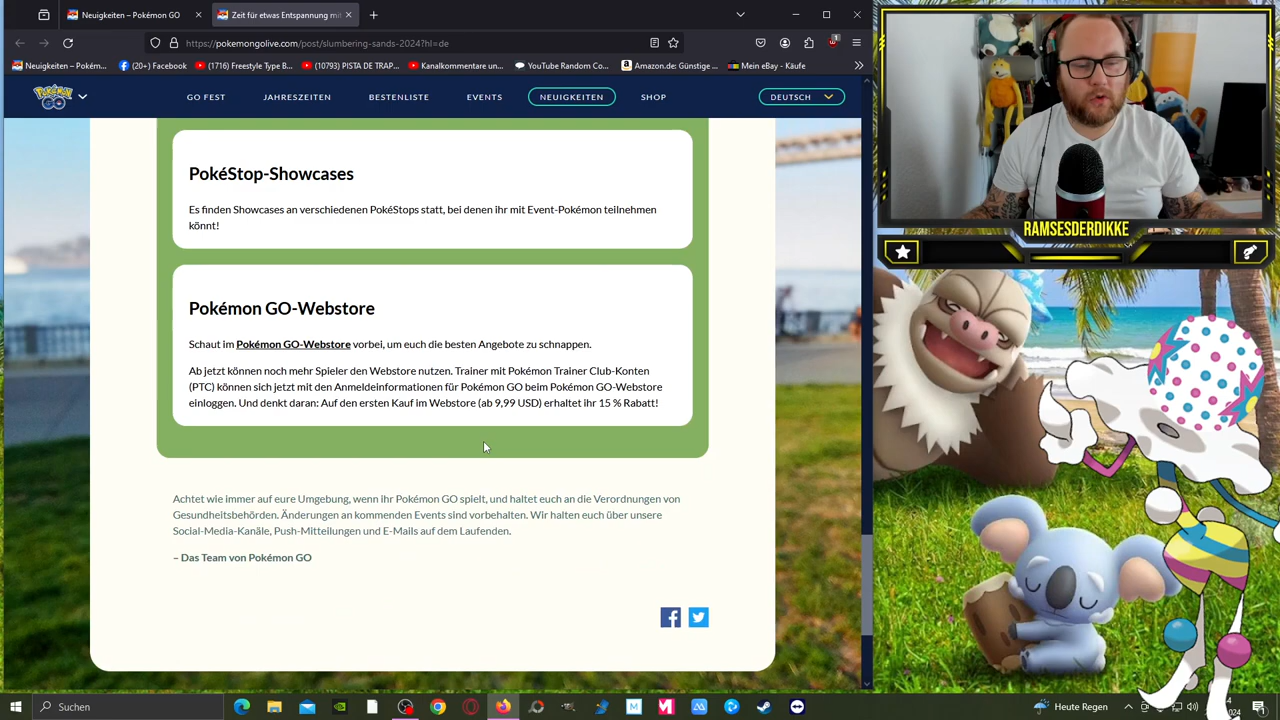 Neuigkeiten – Pokémon GO
Zeit für etwas Entspannung mit
https://pokemongolive.com/post/slumbering-sands-2024?hl=de
Neuigkeiten – Pokém...
(20+) Facebook
(1716) Freestyle Type B...
(10793) PISTA DE TRAP...
Kanalkommentare un...
YouTube Random Co...
Amazon.de: Günstige ...
Mein eBay - Käufe
GO FEST
JAHRESZEITEN
BESTENLISTE
EVENTS
NEUIGKEITEN
SHOP
DEUTSCH
PokéStop-Showcases
Es finden Showcases an verschiedenen PokéStops statt, bei denen ihr mit Event-Pokémon teilnehmen
könnt!
Pokémon GO-Webstore
Schaut im Pokémon GO-Webstore vorbei, um euch die besten Angebote zu schnappen.
Ab jetzt können noch mehr Spieler den Webstore nutzen. Trainer mit Pokémon Trainer Club-Konten
(PTC) können sich jetzt mit den Anmeldeinformationen für Pokémon GO beim Pokémon GO-Webstore
einloggen. Und denkt daran: Auf den ersten Kauf im Webstore (ab 9,99 USD) erhaltet ihr 15 % Rabatt!
Achtet wie immer auf eure Umgebung, wenn ihr Pokémon GO spielt, und haltet euch an die Verordnungen von
Gesundheitsbehörden. Änderungen an kommenden Events sind vorbehalten. Wir halten euch über unsere
Social-Media-Kanäle, Push-Mitteilungen und E-Mails auf dem Laufenden.
– Das Team von Pokémon GO
RAMSESDERDIKKE
Suchen
Heute Regen